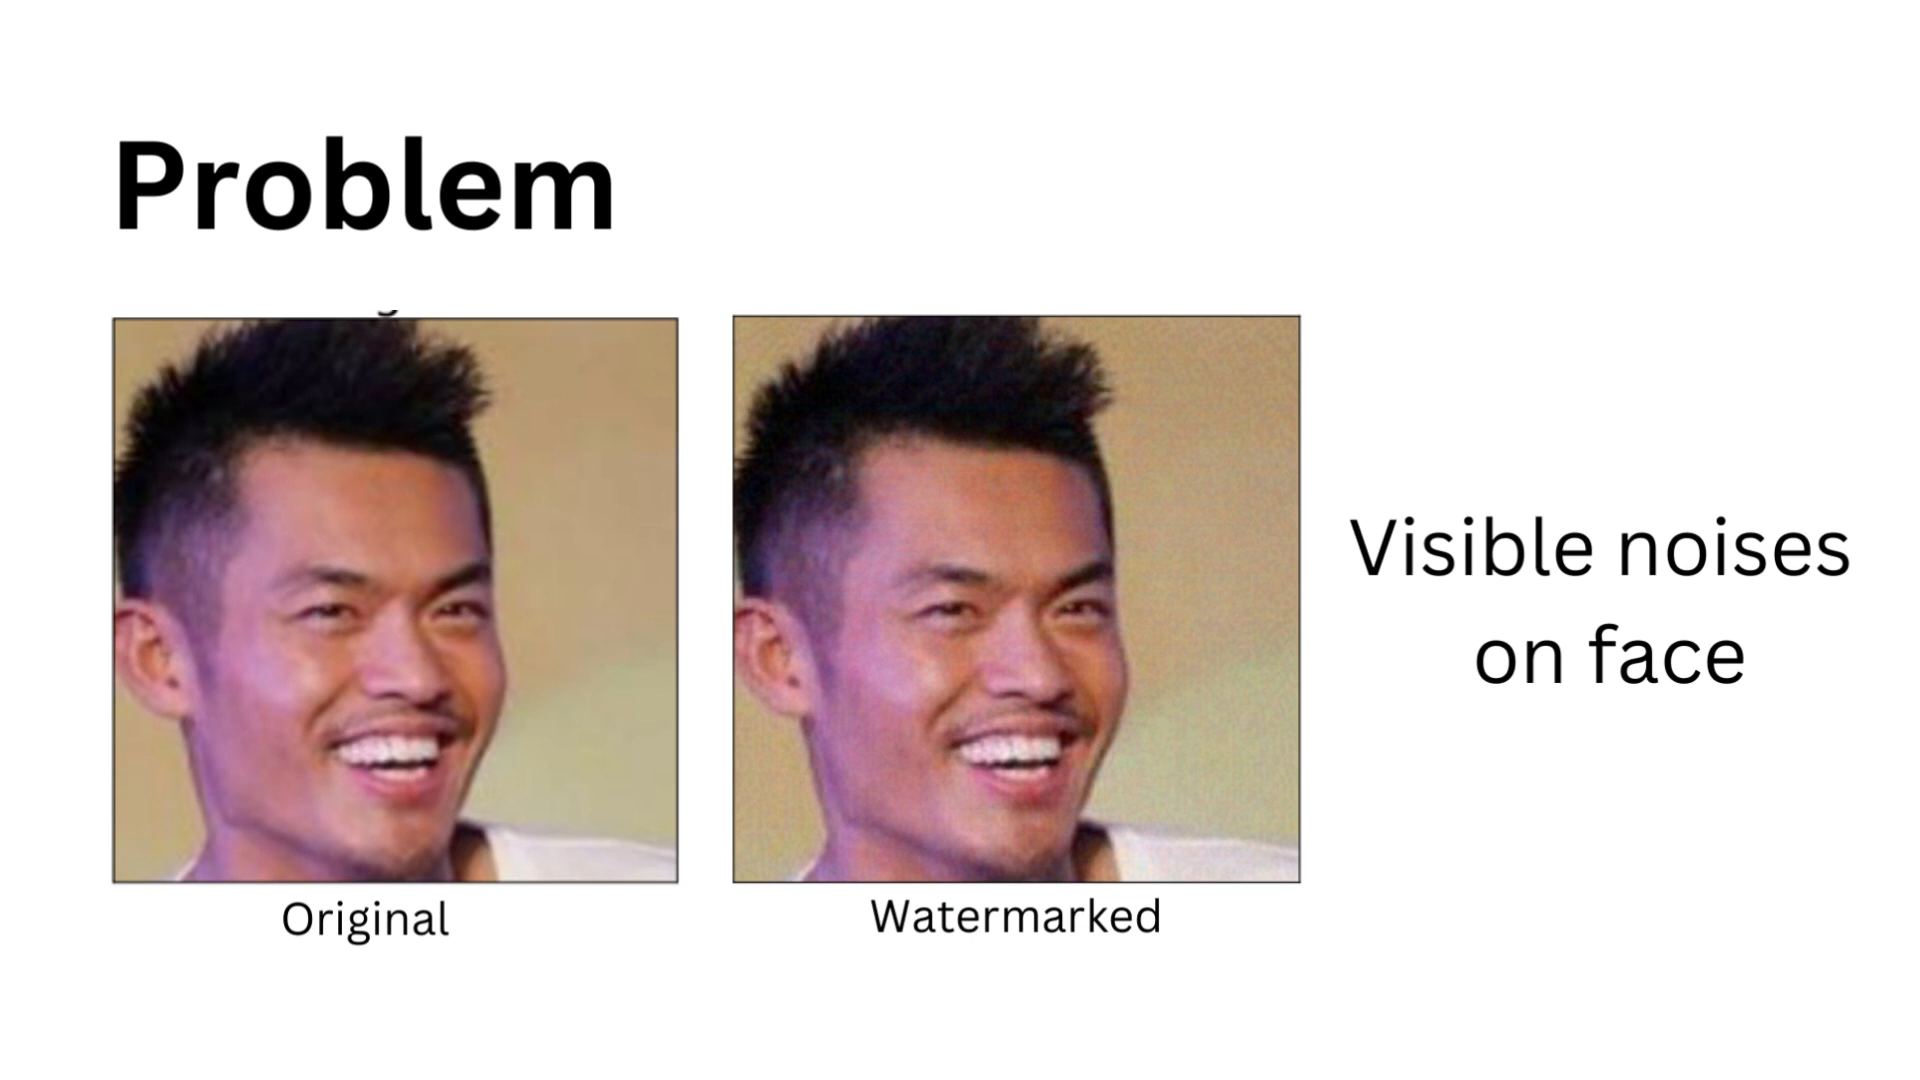 Problem
Original
Watermarked
Visible noises
on face